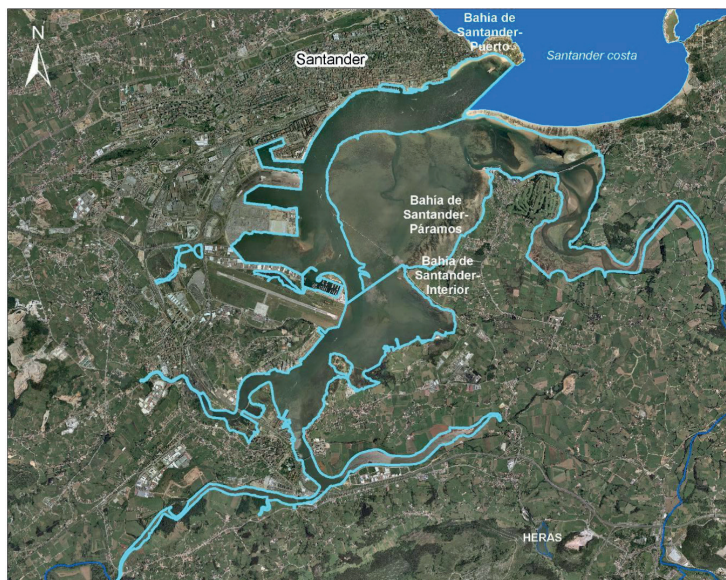 N
Santander
Bahía de
Santander-
Puerto
Santander costa
Bahía de
Santander-
Páramos
Bahía de
Santander-
Interior
HERAS